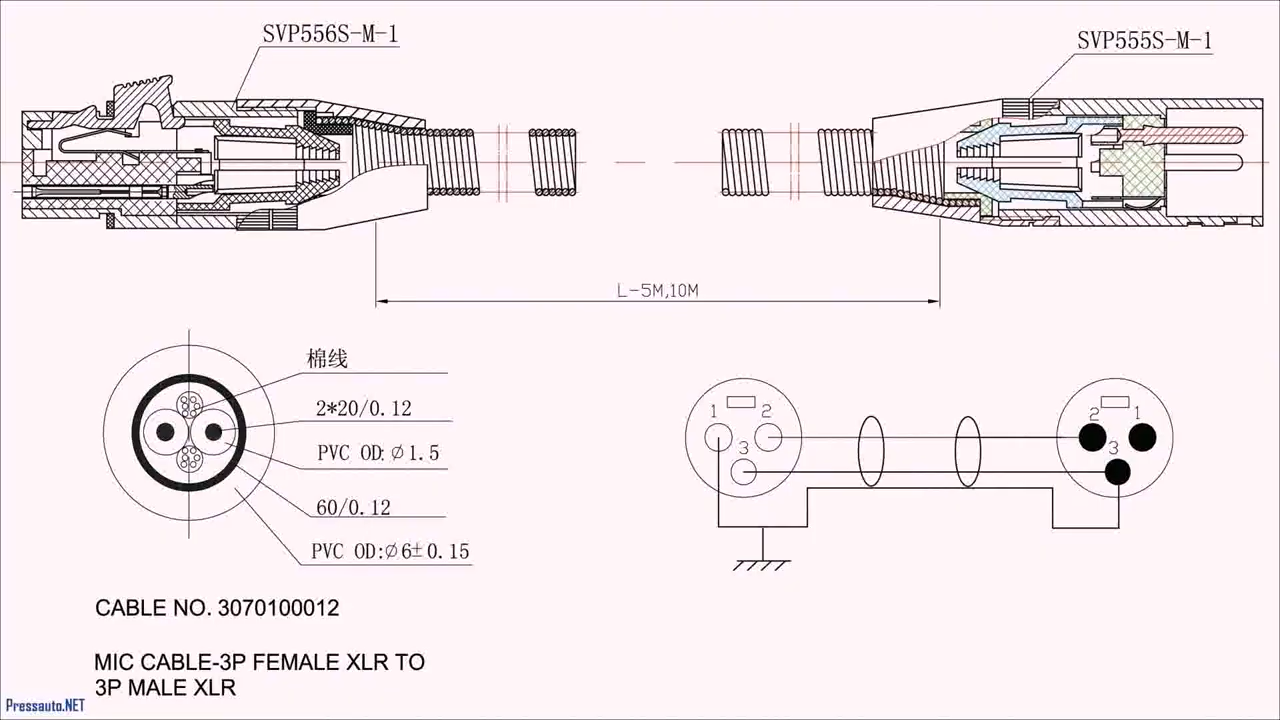 SVP556S-M-1
SVP555S-M-1
L-5M,10M
棉线
2*20/0.12
PVC OD:Ø1.5
60/0.12
PVC OD:Ø6±0.15
1 2
3
2 1
3
CABLE NO. 3070100012
MIC CABLE-3P FEMALE XLR TO
3P MALE XLR
Pressauto.NET